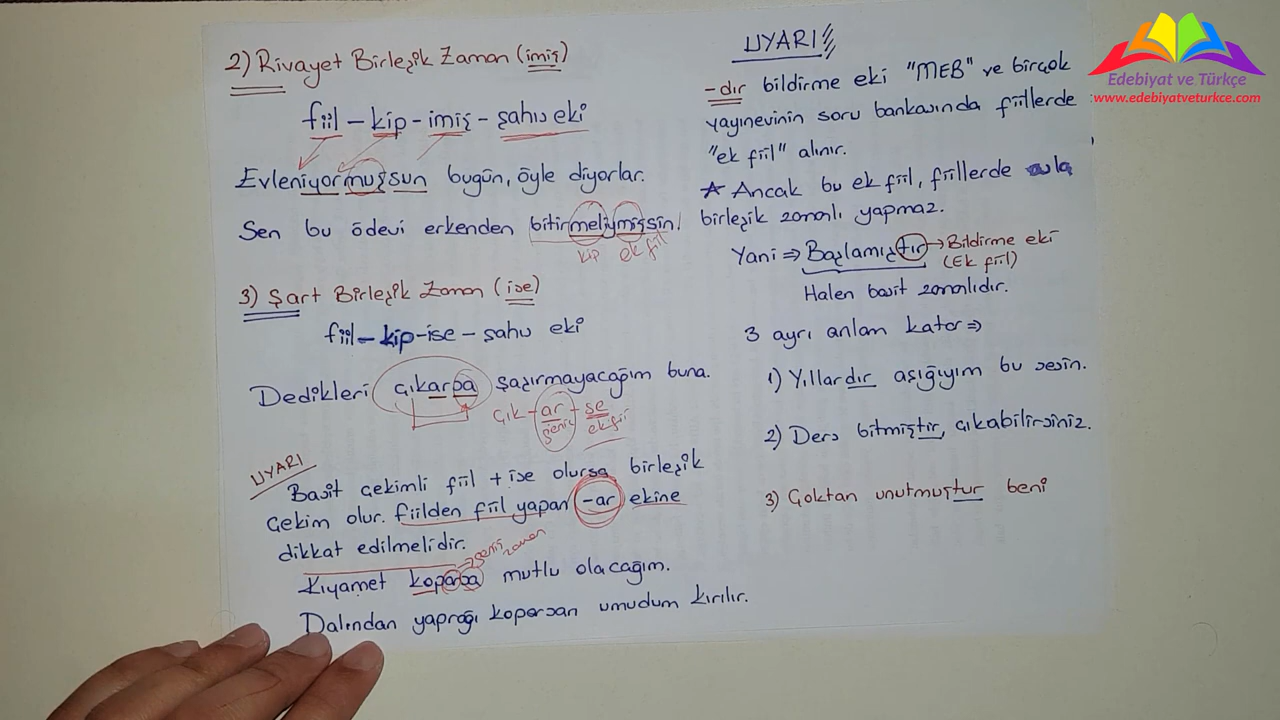 2) Rivayet Birleşik Zaman (imiş)
fiil - kip - imiş - şahıs eki
Evleniyormuşsun bugün, öyle diyorlar.
Sen bu ödevi erkenden bitirmeliymişsin!
kip ek fiil
3) Şart Birleşik Zaman (ise)
fiil - kip - ise - şahıs eki
Dedikleri çıkarsa şaşırmayacağım buna.
çık - ar - se
geniş ek fiil
UYARI
Basit çekimli fiil + ise olursa birleşik
çekim olur. Fiilden fiil yapan -ar ekine
dikkat edilmelidir.
geniş zaman
Kıyamet koparsa mutlu olacağım.
Dalından yaprağı koparsan umudum kırılır.
UYARI
-dır bildirme eki "MEB" ve birçok
yayınevinin soru bankasında fiillerde
"ek fiil" alınır.
Ancak bu ek fiil, fiillerde asla
birleşik zamanlı yapmaz.
Yani ⇒ Başlamıştır → Bildirme eki
(Ek fiil)
Halen basit zamanlıdır.
3 ayrı anlam katar ⇒
1) Yıllardır aşığıyım bu sesin.
2) Ders bitmiştir, çıkabilirsiniz.
3) Çoktan unutmuştur beni
Edebiyat ve Türkçe
www.edebiyatveturkce.com